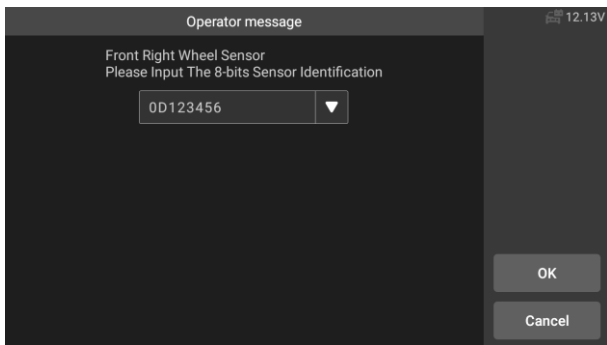 Operator message
12.13V
Front Right Wheel Sensor
Please Input The 8-bits Sensor Identification
0D123456
OK
Cancel